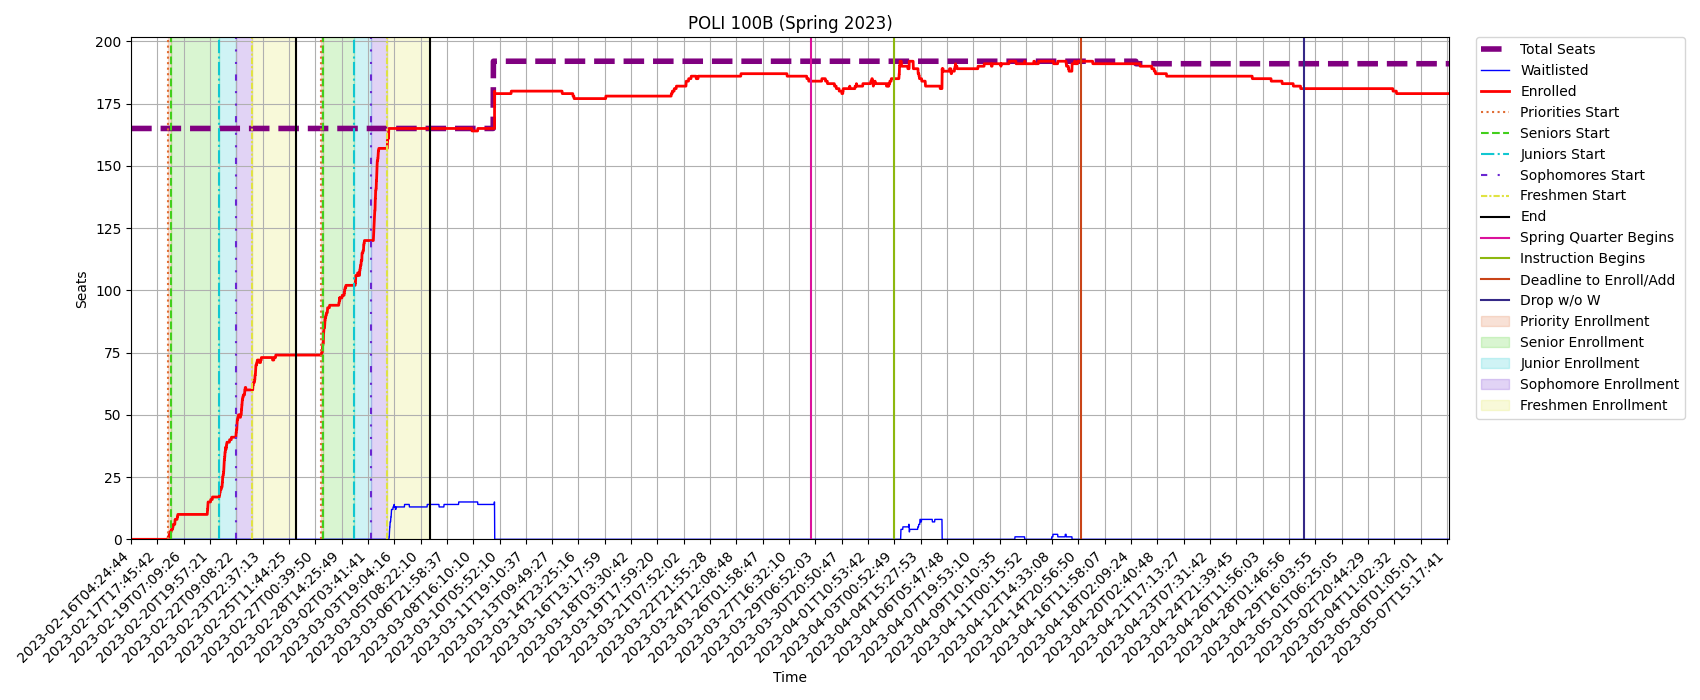 POLI 100B (Spring 2023)
Seats
200
175
150
125
100
75
50
25
0
2023-02-16T04:24:44
2023-02-17T17:45:42
2023-02-19T07:09:26
2023-02-20T19:57:21
2023-02-22T09:08:22
2023-02-23T22:37:13
2023-02-25T11:44:25
2023-02-27T00:39:50
2023-02-28T14:25:49
2023-03-02T03:41:41
2023-03-03T19:04:16
2023-03-05T08:22:10
2023-03-06T21:58:37
2023-03-08T16:10:10
2023-03-10T05:52:10
2023-03-11T19:10:37
2023-03-13T09:49:27
2023-03-14T23:25:16
2023-03-16T13:17:59
2023-03-18T03:30:42
2023-03-19T17:59:20
2023-03-21T07:52:02
2023-03-22T21:55:28
2023-03-24T12:08:48
2023-03-26T01:58:47
2023-03-27T16:32:10
2023-03-29T06:52:03
2023-03-30T20:50:47
2023-04-01T10:53:42
2023-04-03T00:52:49
2023-04-04T15:27:53
2023-04-06T05:47:48
2023-04-07T19:53:10
2023-04-09T10:10:35
2023-04-11T00:15:52
2023-04-12T14:33:08
2023-04-14T20:56:50
2023-04-16T11:58:07
2023-04-18T02:09:24
2023-04-20T02:40:48
2023-04-21T17:13:27
2023-04-23T07:31:42
2023-04-24T21:39:45
2023-04-26T11:56:03
2023-04-28T01:46:56
2023-04-29T16:03:55
2023-05-01T06:25:05
2023-05-02T20:44:29
2023-05-04T11:02:32
2023-05-06T01:05:01
2023-05-07T15:17:41
Time
Total Seats
Waitlisted
Enrolled
Priorities Start
Seniors Start
Juniors Start
Sophomores Start
Freshmen Start
End
Spring Quarter Begins
Instruction Begins
Deadline to Enroll/Add
Drop w/o W
Priority Enrollment
Senior Enrollment
Junior Enrollment
Sophomore Enrollment
Freshmen Enrollment